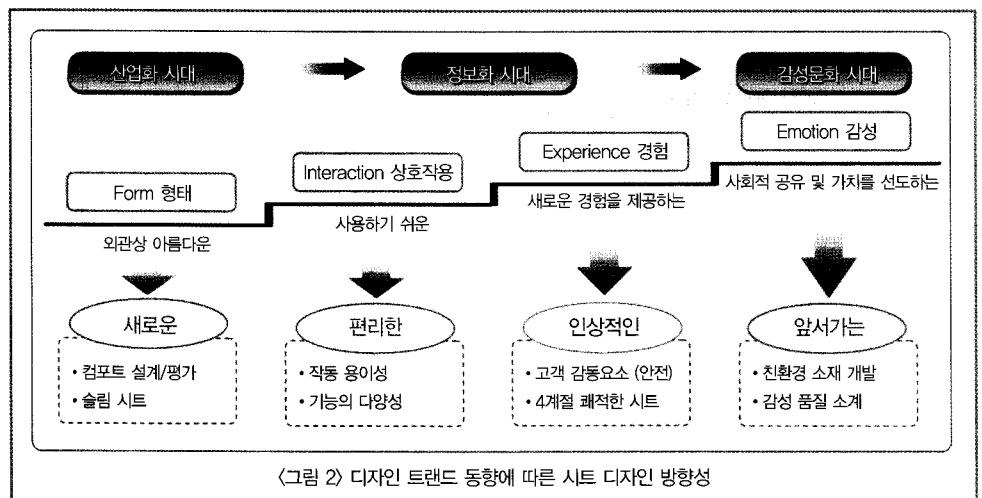 산업화 시대
정보화 시대
감성문화 시대
Form 형태
Interaction 상호작용
Experience 경험
Emotion 감성
외관상 아름다운
사용하기 쉬운
새로운 경험을 제공하는
사회적 공유 및 가치를 선도하는
새로운
• 컴포트 설계/평가
• 슬림 시트
편리한
• 작동 용이성
• 기능의 다양성
인상적인
• 고객 감동요소 (안전)
• 4계절 쾌적한 시트
앞서가는
• 친환경 소재 개발
• 감성 품질 소계
〈그림 2〉 디자인 트랜드 동향에 따른 시트 디자인 방향성